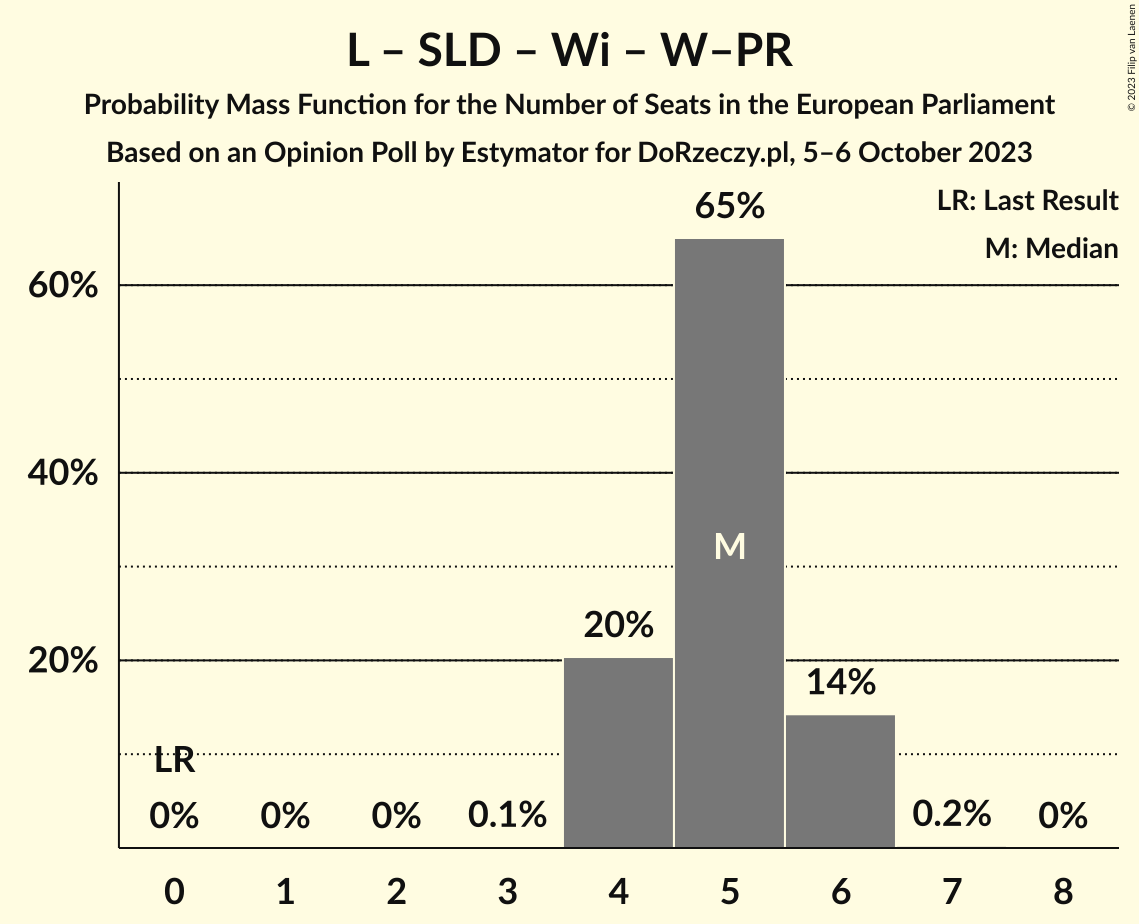 L – SLD – Wi – W–PR
Probability Mass Function for the Number of Seats in the European Parliament
Based on an Opinion Poll by Estymator for DoRzeczy.pl, 5–6 October 2023
© 2023 Filip van Laenen
LR: Last Result
M: Median
65%
60%
40%
M
20%
20%
14%
LR
0%
0%
0%
0.1%
0.2%
0%
0
1
2
3
4
5
6
7
8